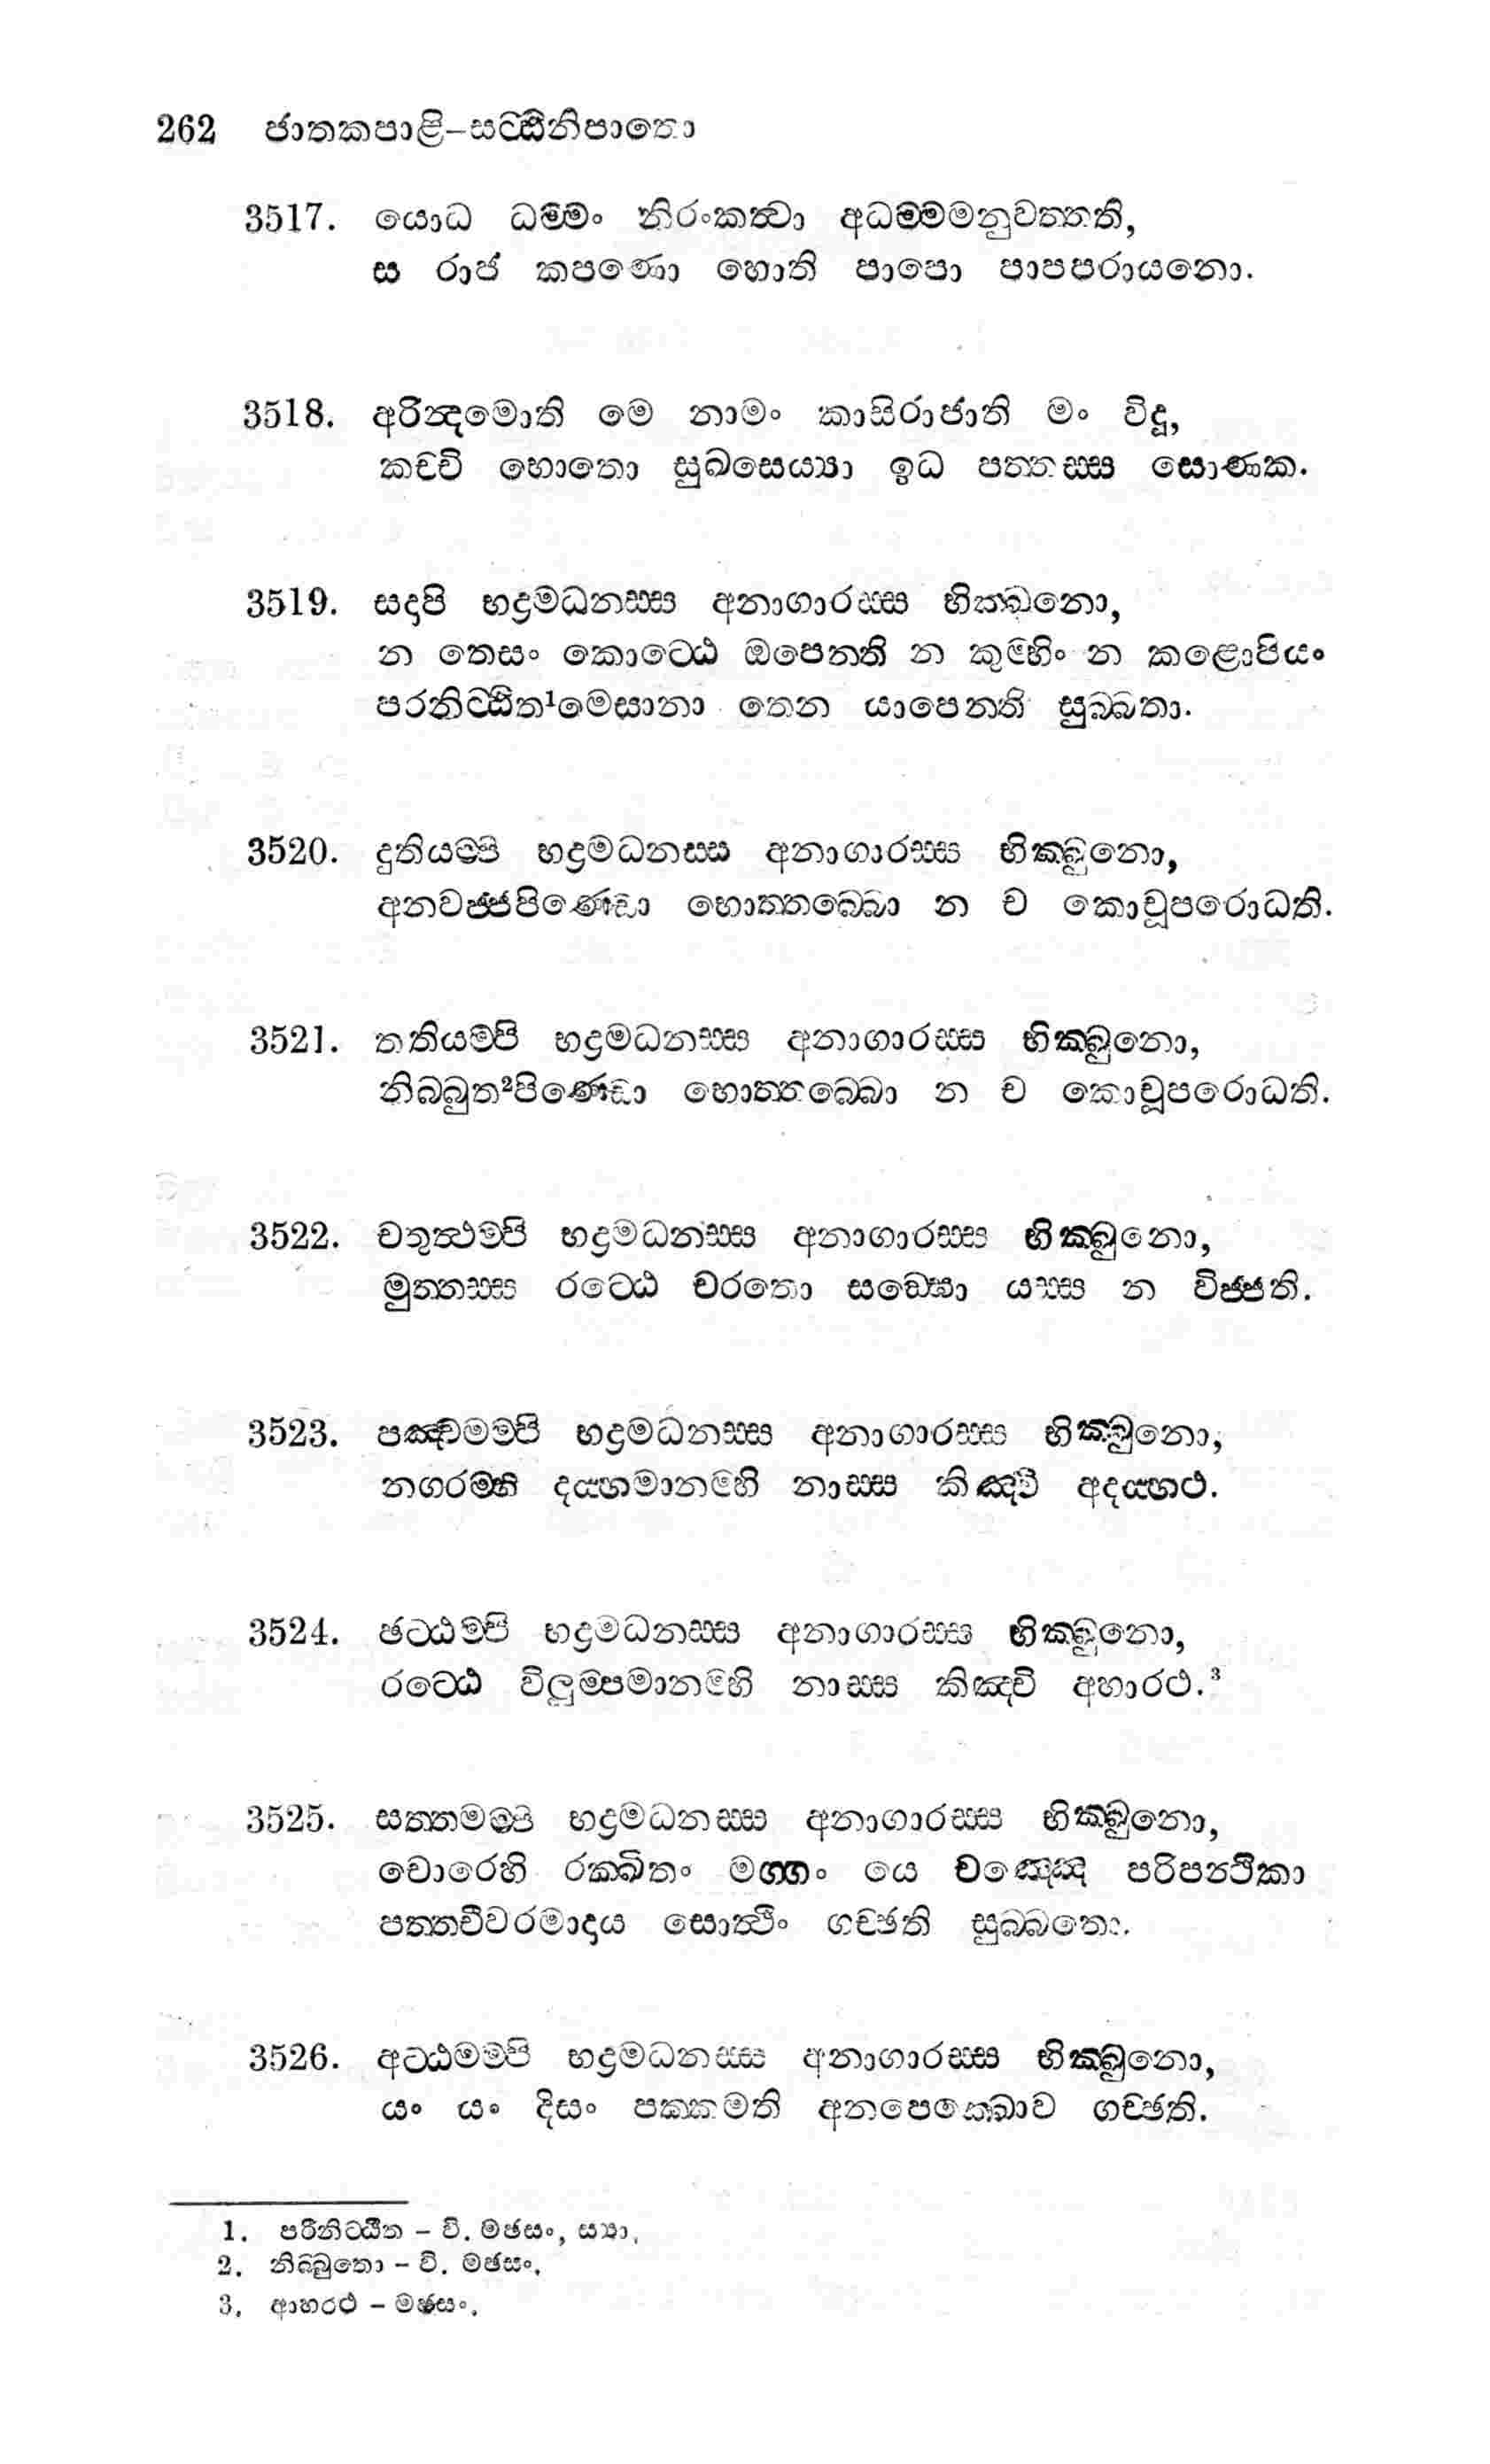 262 ජාතකපාළි–සට්ඨිනිපාතො
3517. යොධ ධම්මං නිරංකත්වා අධම්මමනුවත්තති,
ස රාජ කපණො හොති පාපො පාපපරායනො.
3518. අරින්දමොති මෙ නාමං කාසිරාජාති මං විදූ,
කච්චි භොතො සුඛසෙය්‍යා ඉධ පත්තස්ස සොණක.
3519. සදාපි භද්‍රමධනස්ස අනාගාරස්ස භික්ඛනො,
න තෙසං කොට්ඨෙ ඔපෙන්ති න කුම්භිං න කළොපියං
පරනිට්ඨිත¹මෙසානා තෙන යාපෙන්ති සුබ්බතා.
3520. දුතියම්පි භද්‍රමධනස්ස අනාගාරස්ස භික්ඛුනො,
අනවජ්ජපිණ්ඩො භොත්තබ්බො න ච කොචූපරොධති.
3521. තතියම්පි භද්‍රමධනස්ස අනාගාරස්ස භික්ඛුනො,
නිබ්බුත²පිණ්ඩො භොත්තබ්බො න ච කොචූපරොධති.
3522. චතුත්ථම්පි භද්‍රමධනස්ස අනාගාරස්ස භික්ඛුනො,
මුත්තස්ස රට්ඨෙ චරතො සඞ්ඞො යස්ස න විජ්ජති.
3523. පඤ්චමම්පි භද්‍රමධනස්ස අනාගාරස්ස භික්ඛුනො,
නගරම්හි දය්හමානම්හි නාස්ස කිඤ්චි අදය්හථ.
3524. ඡට්ඨම්පි භද්‍රමධනස්ස අනාගාරස්ස භික්ඛුනො,
රට්ඨෙ විලුම්පමානම්හි නාස්ස කිඤ්චි අහාරථ.³
3525. සත්තමම්පි භද්‍රමධනස්ස අනාගාරස්ස භික්ඛුනො,
චොරෙහි රක්ඛිතං මග්ගං යෙ චඤ්ඤෙ පරිපන්ථිකා
පත්තචීවරමාදාය සොත්ථිං ගච්ඡති සුබ්බතො.
3526. අට්ඨමම්පි භද්‍රමධනස්ස අනාගාරස්ස භික්ඛුනො,
යං යං දිසං පක්කමති අනපෙක්ඛොව ගච්ඡති.
1. පරිනිට්ඨිත – වි. මඡසං, ස්‍යා,
2. නිබ්බුතො – වි. මඡසං,
3, ආහරථ – මඡසං,